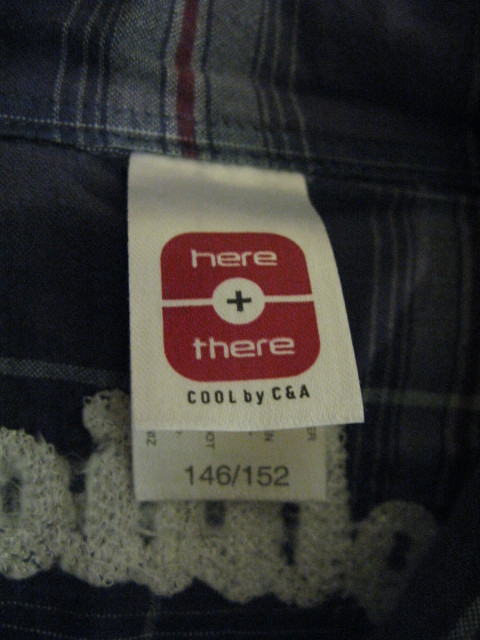 here
+
there
COOL by C&A
146/152